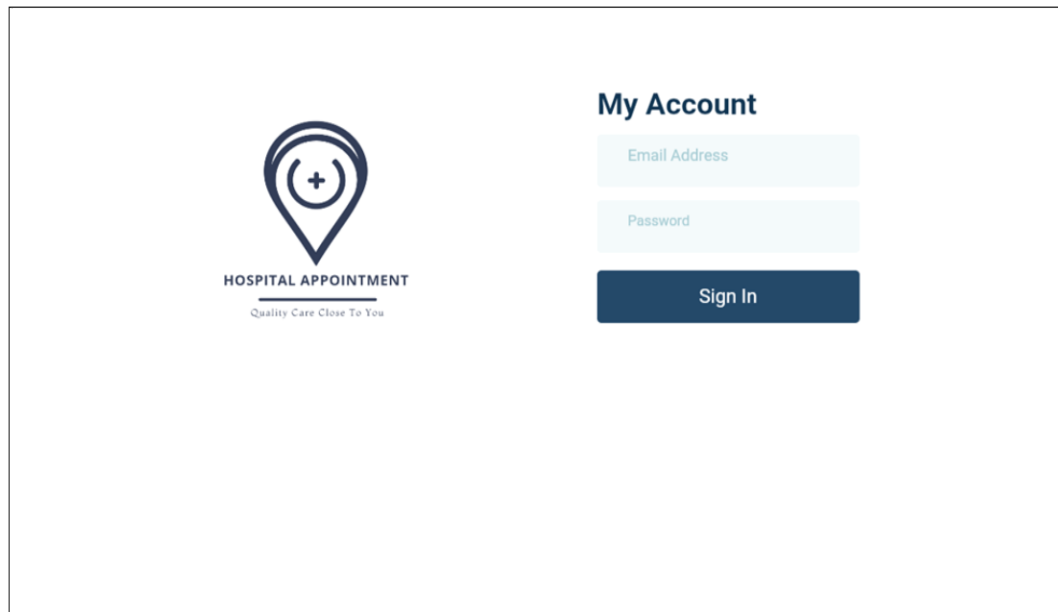 HOSPITAL APPOINTMENT
Quality Care Close To You
My Account
Email Address
Password
Sign In